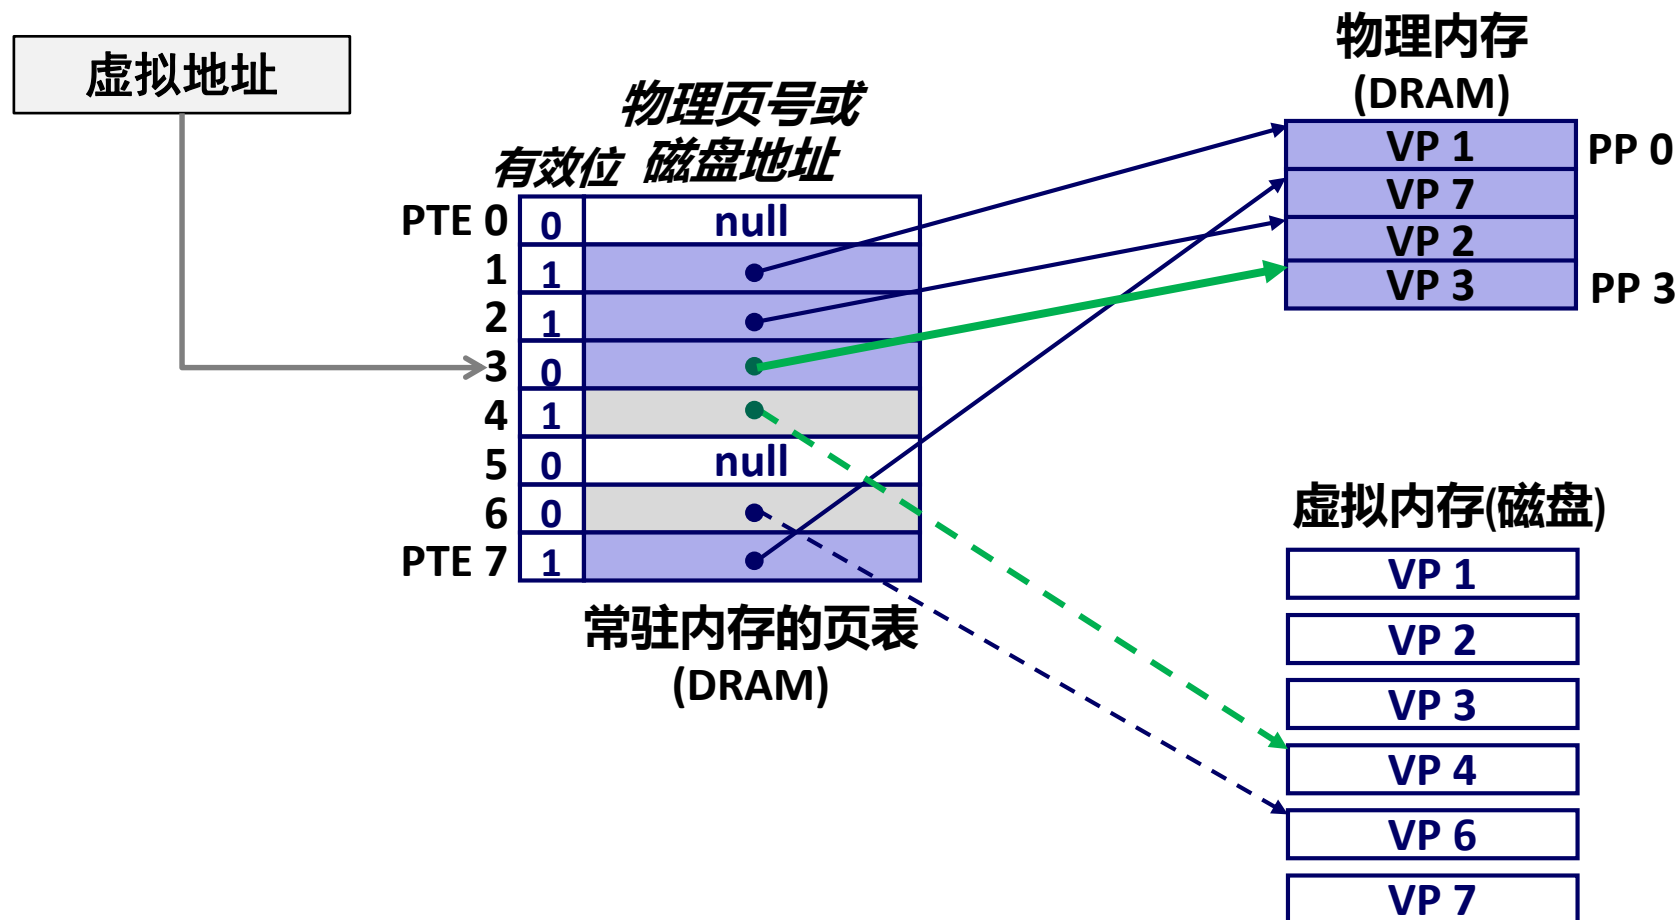 虚拟地址
物理页号或
磁盘地址
有效位
PTE 0 0 null
1 1
2 1
3 0
4 1
5 0 null
6 0
PTE 7 1
常驻内存的页表
(DRAM)
物理内存
(DRAM)
VP 1 PP 0
VP 7
VP 2
VP 3 PP 3
虚拟内存(磁盘)
VP 1
VP 2
VP 3
VP 4
VP 6
VP 7